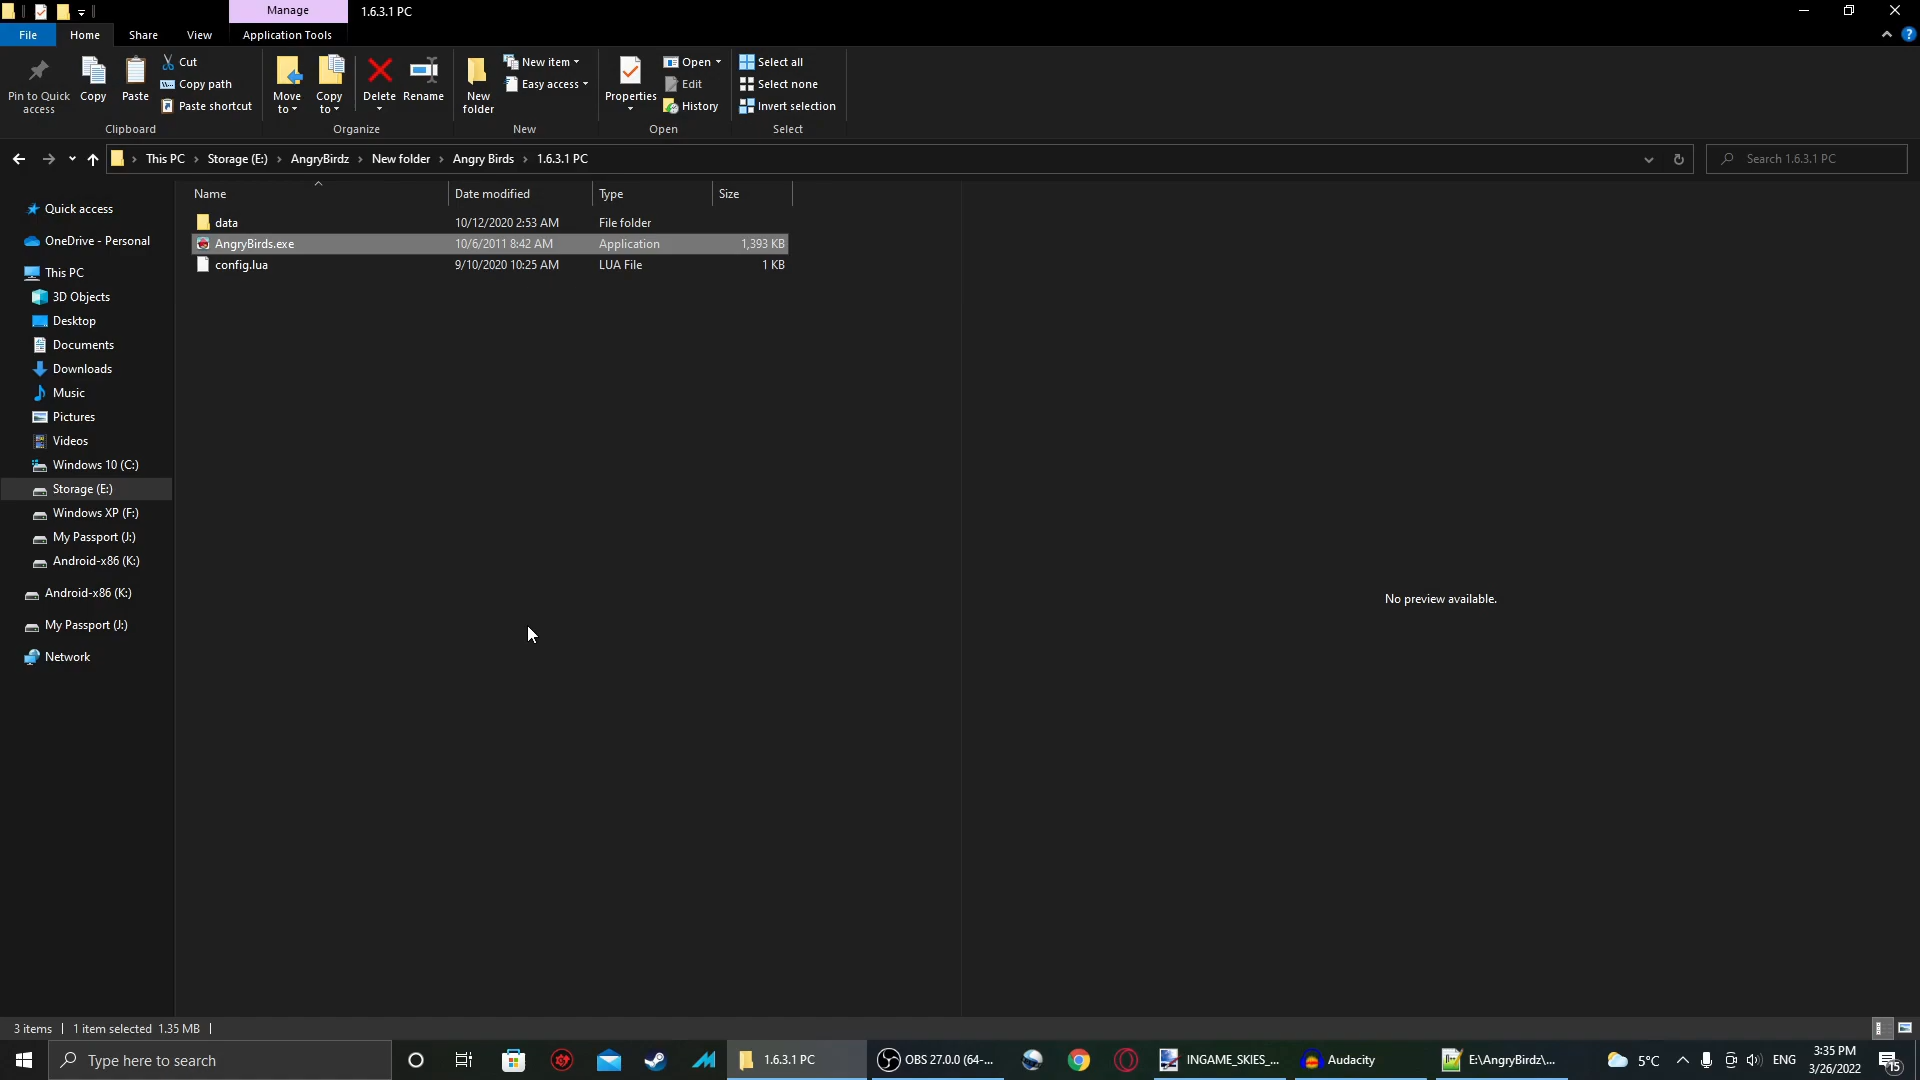 Manage
1.6.3.1 PC
File
Home
Share
View
Application Tools
Pin to Quick access
Copy
Paste
Cut
Copy path
Paste shortcut
Clipboard
Move to
Copy to
Delete
Rename
Organize
New folder
New item
Easy access
New
Properties
Open
Edit
History
Open
Select all
Select none
Invert selection
Select
This PC › Storage (E:) › AngryBirdz › New folder › Angry Birds › 1.6.3.1 PC
Search 1.6.3.1 PC
Name Date modified Type Size
data 10/12/2020 2:53 AM File folder
AngryBirds.exe 10/6/2011 8:42 AM Application 1,393 KB
config.lua 9/10/2020 10:25 AM LUA File 1 KB
Quick access
OneDrive - Personal
This PC
3D Objects
Desktop
Documents
Downloads
Music
Pictures
Videos
Windows 10 (C:)
Storage (E:)
Windows XP (F:)
My Passport (J:)
Android-x86 (K:)
Android-x86 (K:)
My Passport (J:)
Network
No preview available.
3 items | 1 item selected 1.35 MB |
Type here to search
1.6.3.1 PC
OBS 27.0.0 (64-...
INGAME_SKIES_...
Audacity
E:\AngryBirdz\...
5°C
ENG
3:35 PM
3/26/2022
15